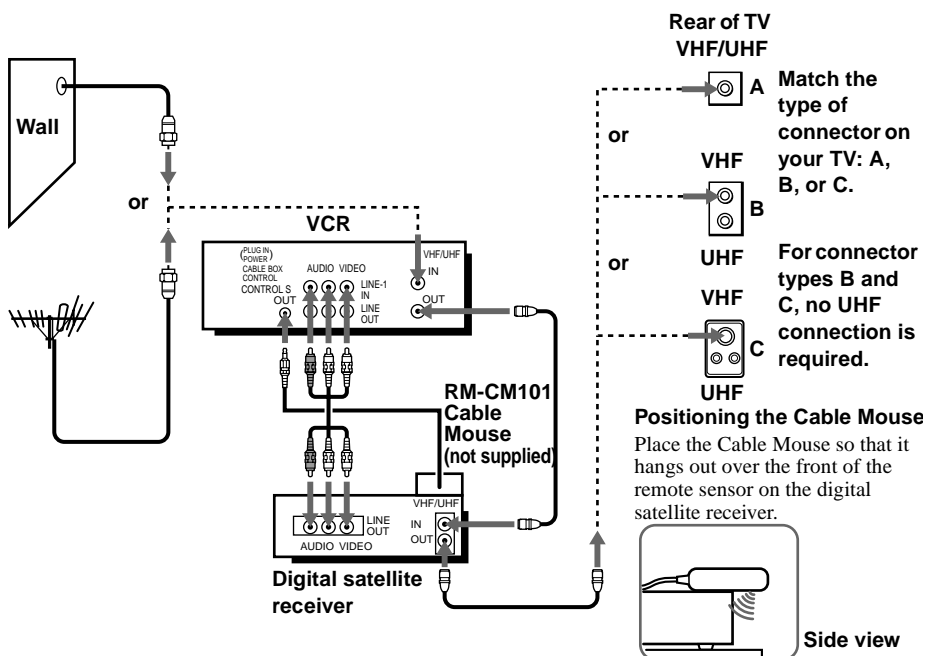 Rear of TV
VHF/UHF
A
Match the
type of
connector on
your TV: A,
B, or C.
or
VHF
B
UHF
For connector
types B and
C, no UHF
connection is
required.
or
VHF
C
UHF
Wall
or
VCR
(PLUG IN
POWER)
CABLE BOX
CONTROL
CONTROL S
OUT
AUDIO VIDEO
LINE-1
IN
LINE
OUT
VHF/UHF
IN
OUT
RM-CM101
Cable
Mouse
(not supplied)
VHF/UHF
IN
OUT
LINE
OUT
AUDIO VIDEO
Digital satellite
receiver
Positioning the Cable Mouse
Place the Cable Mouse so that it
hangs out over the front of the
remote sensor on the digital
satellite receiver.
Side view